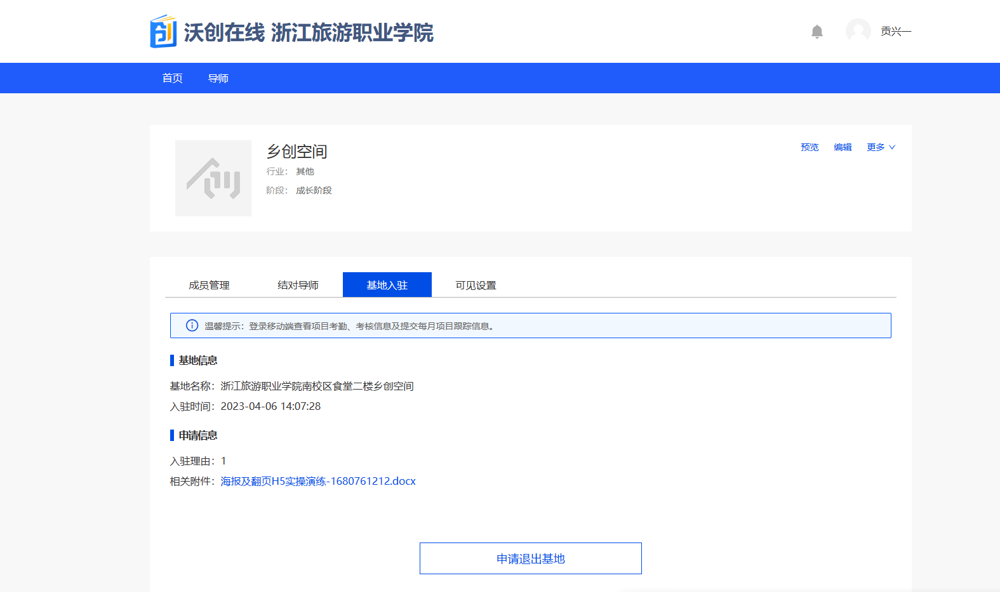 沃创在线 浙江旅游职业学院
贡兴一
首页 导师
乡创空间
预览 编辑 更多
行业： 其他
阶段： 成长阶段
成员管理 结对导师 基地入驻 可见设置
温馨提示：登录移动端查看项目考勤、考核信息及提交每月项目跟踪信息。
基地信息
基地名称：浙江旅游职业学院南校区食堂二楼乡创空间
入驻时间：2023-04-06 14:07:28
申请信息
入驻理由：1
相关附件：海报及翻页H5实操演练-1680761212.docx
申请退出基地